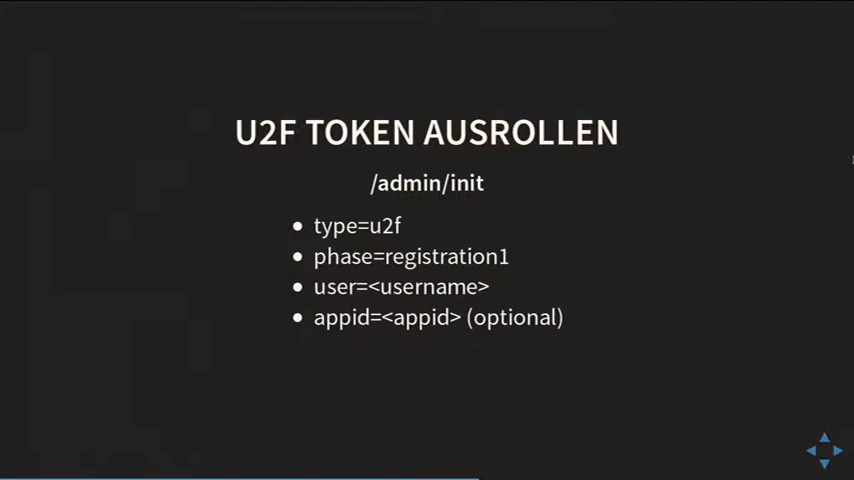 U2F TOKEN AUSROLLEN
/admin/init
• type=u2f
• phase=registration1
• user=<username>
• appid=<appid> (optional)